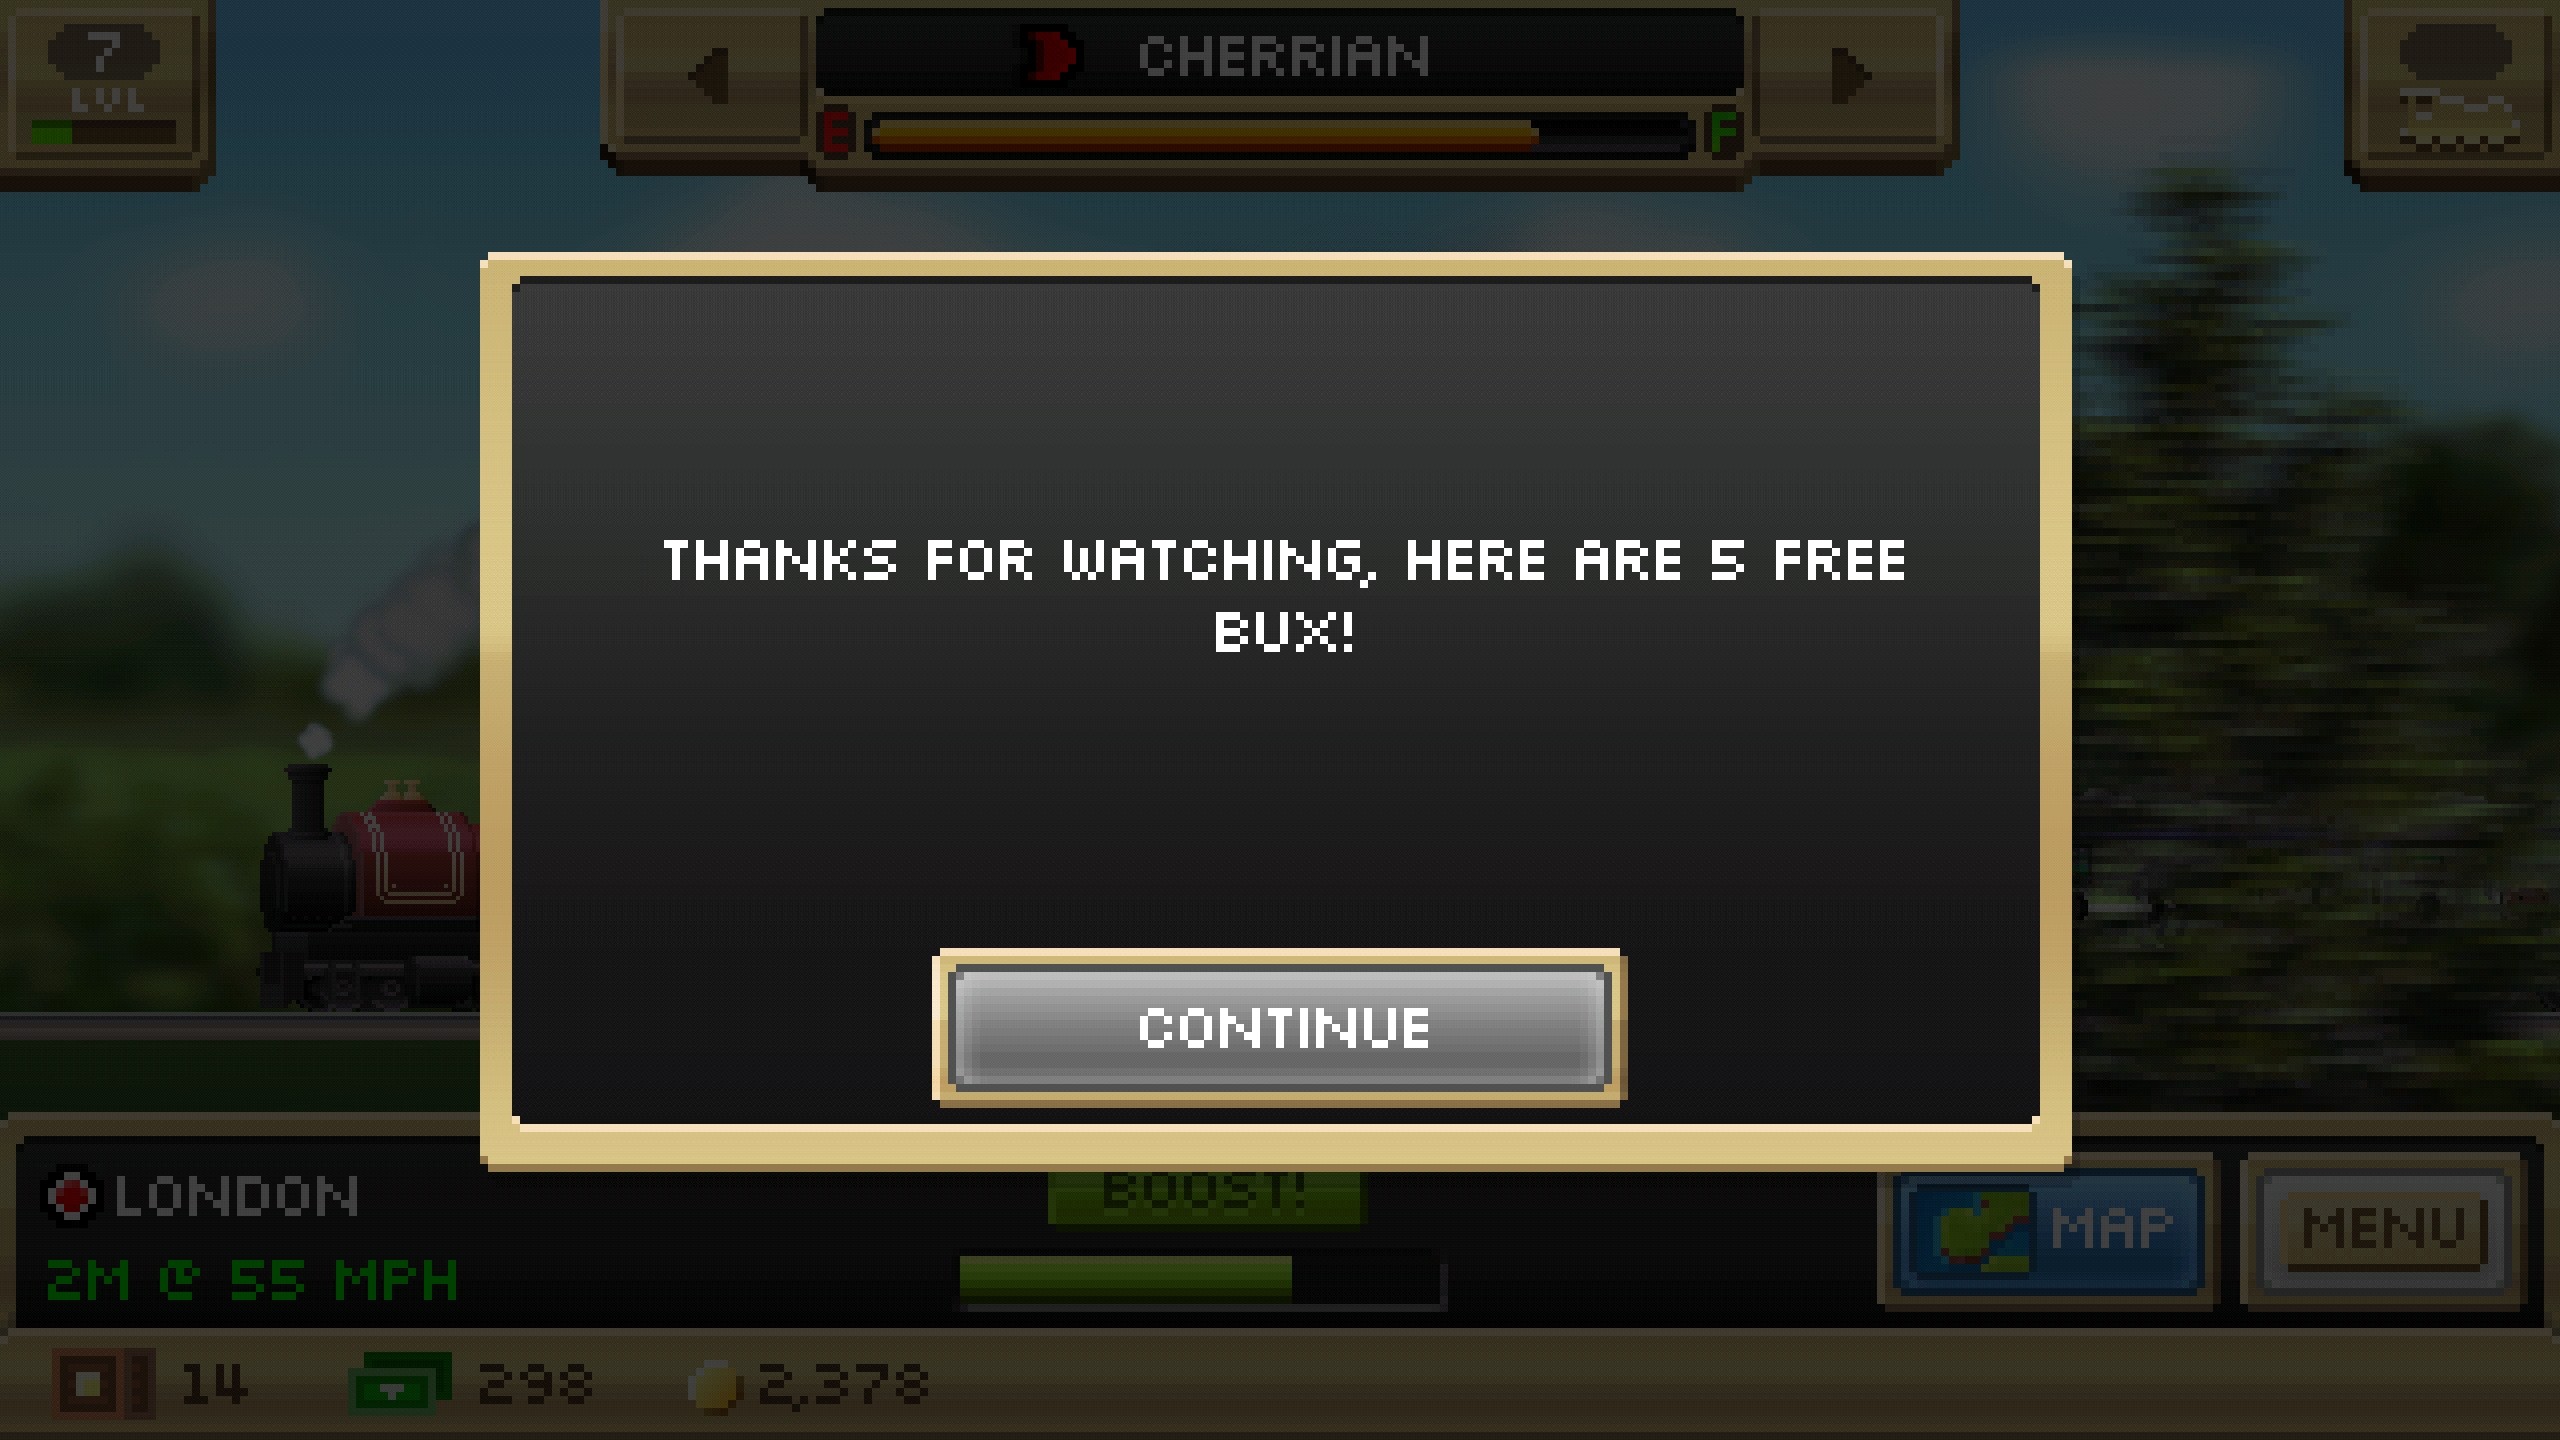 7
LVL
CHERRIAN
E F
THANKS FOR WATCHING, HERE ARE 5 FREE
BUX!
CONTINUE
LONDON
BOOST!
MAP
MENU
2M @ 55 MPH
14 298 2,378